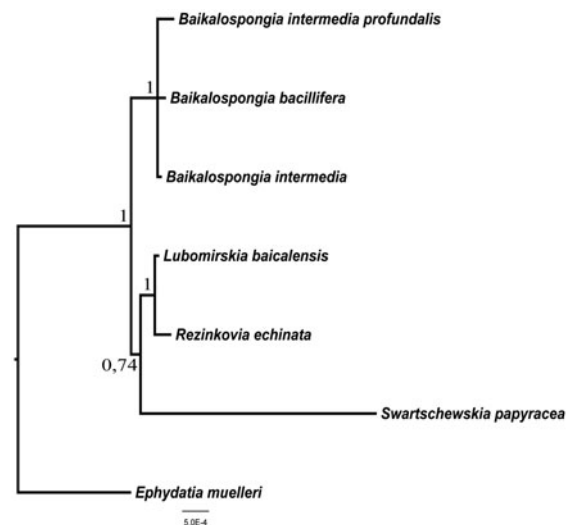 Baikalospongia intermedia profundalis
1
Baikalospongia bacillifera
Baikalospongia intermedia
1
Lubomirskia baicalensis
1
Rezinkovia echinata
0,74
Swartschewskia papyracea
Ephydatia muelleri
5.0E-4